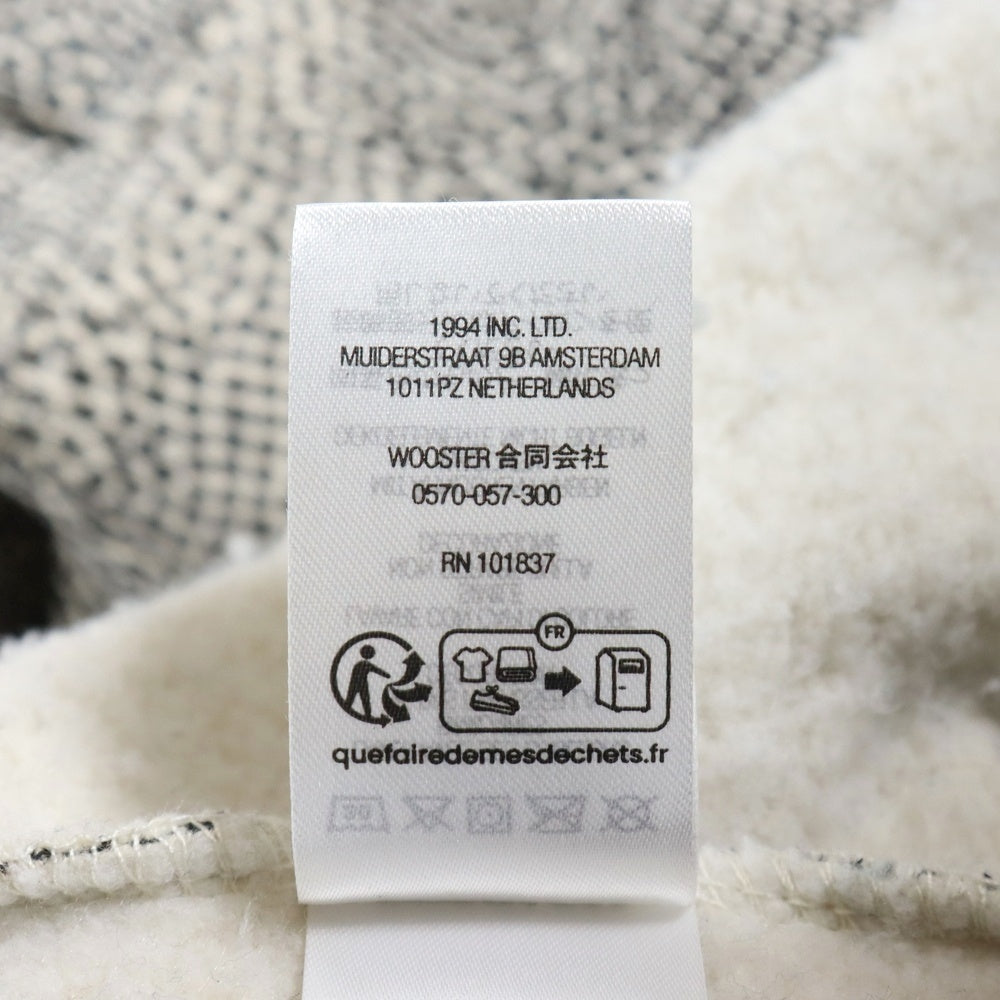 1994 INC. LTD.
MUIDERSTRAAT 9B AMSTERDAM
1011PZ NETHERLANDS
WOOSTER 合同会社
0570-057-300
RN 101837
FR
quefairedemesdechets.fr